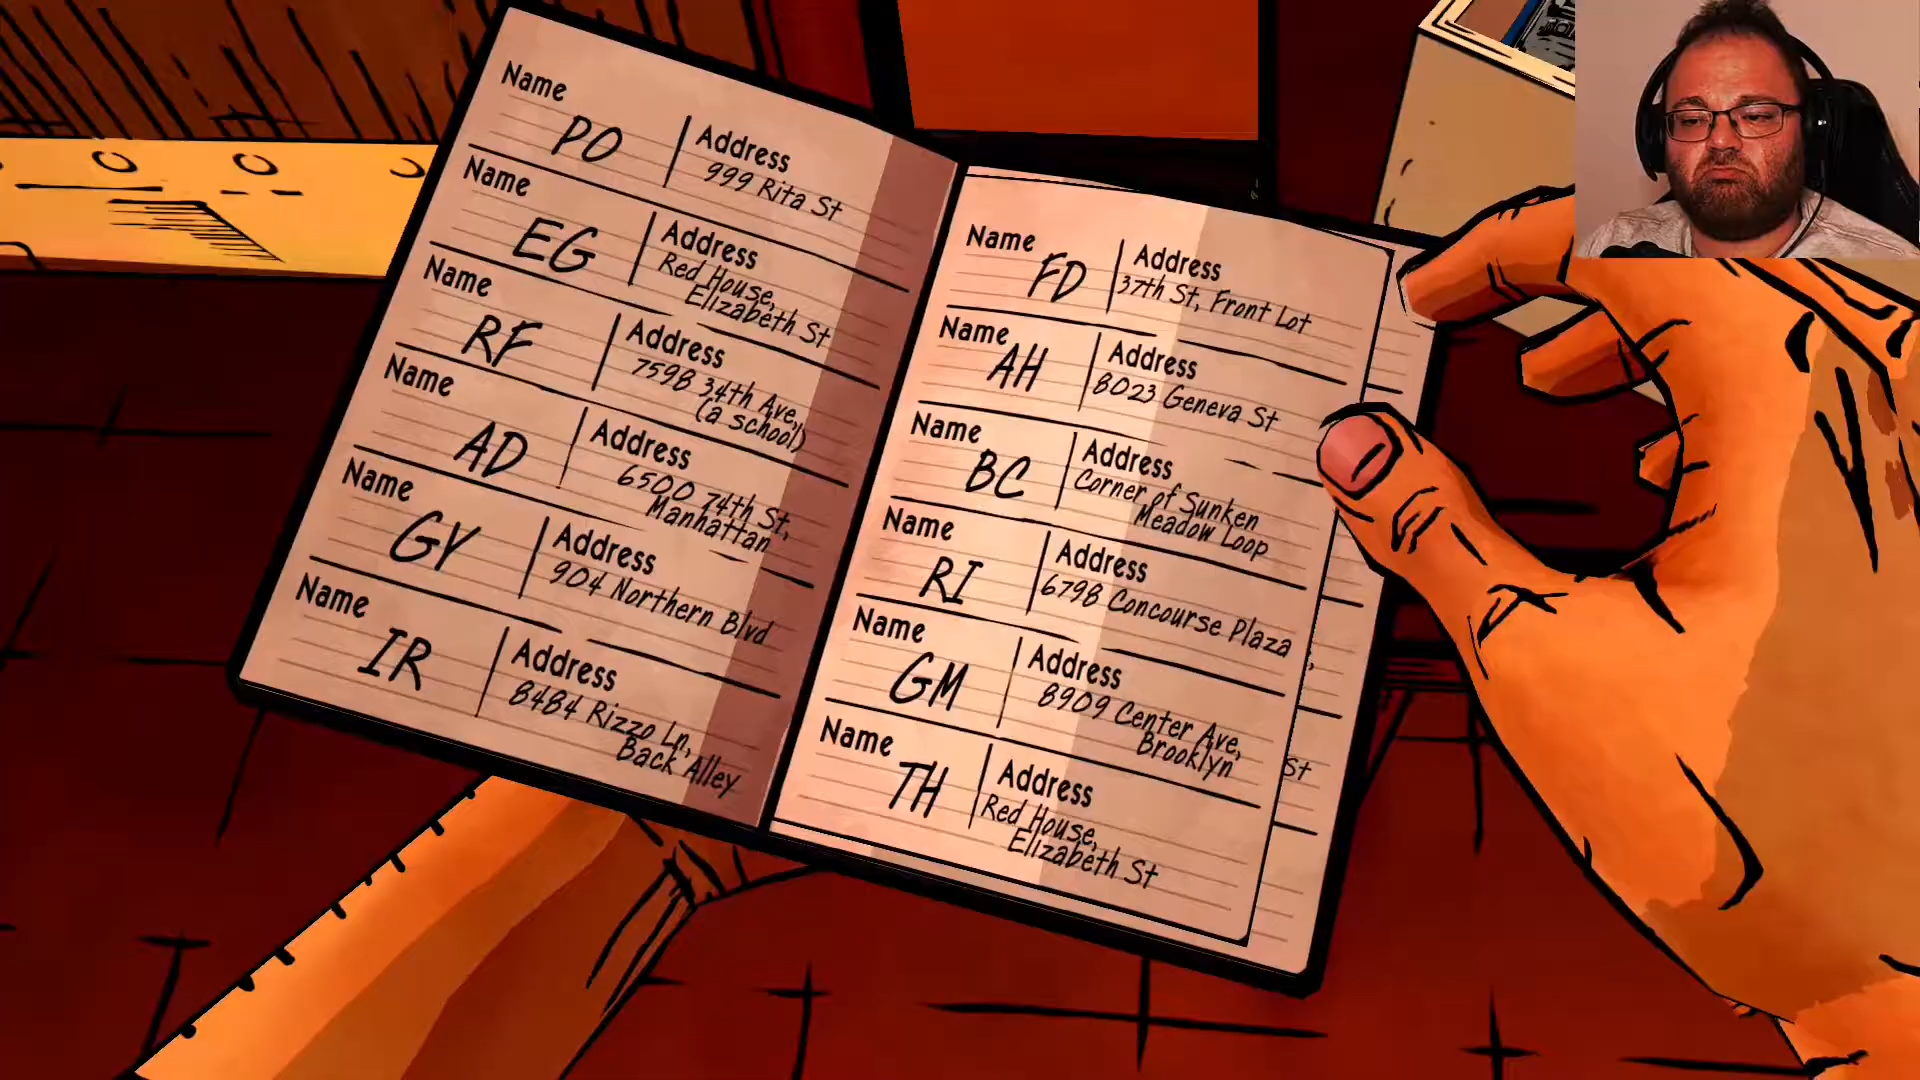 Name
PO
Address
999 Rita St
Name
EG
Address
Red House,
Elizabeth St
Name
RF
Address
7598 34th Ave,
(a school)
Name
AD
Address
6500 74th St,
Manhattan
Name
GY
Address
904 Northern Blvd
Name
IR
Address
8484 Rizzo Ln,
Back Alley
Name
FD
Address
37th St, Front Lot
Name
AH
Address
8023 Geneva St
Name
BC
Address
Corner of Sunken
Meadow Loop
Name
RI
Address
6798 Concourse Plaza
Name
GM
Address
8909 Center Ave,
Brooklyn
Name
TH
Address
Red House,
Elizabeth St
St